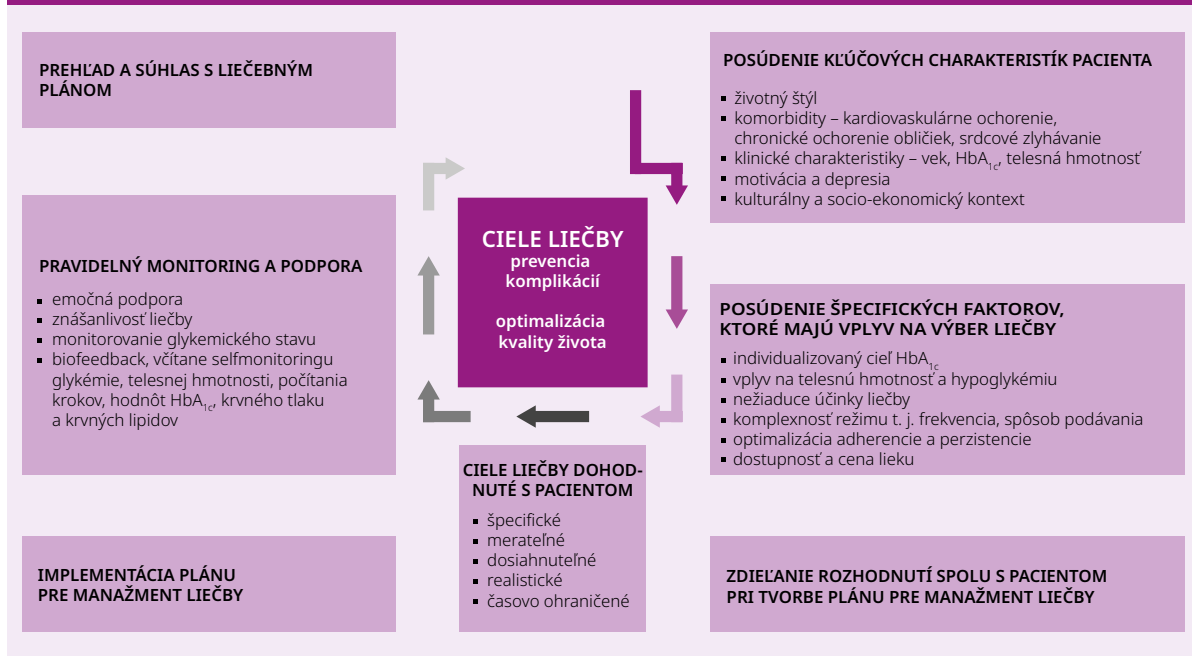 PREHĽAD A SÚHLAS S LIEČEBNÝM
PLÁNOM
PRAVIDELNÝ MONITORING A PODPORA
▪ emočná podpora
▪ znášanlivosť liečby
▪ monitorovanie glykemického stavu
▪ biofeedback, včítane selfmonitoringu
glykémie, telesnej hmotnosti, počítania
krokov, hodnôt HbA1c, krvného tlaku
a krvných lipidov
IMPLEMENTÁCIA PLÁNU
PRE MANAŽMENT LIEČBY
CIELE LIEČBY
prevencia
komplikácií
optimalizácia
kvality života
CIELE LIEČBY DOHOD-
NUTÉ S PACIENTOM
▪ špecifické
▪ merateľné
▪ dosiahnuteľné
▪ realistické
▪ časovo ohraničené
POSÚDENIE KĽÚČOVÝCH CHARAKTERISTÍK PACIENTA
▪ životný štýl
▪ komorbidity – kardiovaskulárne ochorenie,
chronické ochorenie obličiek, srdcové zlyhávanie
▪ klinické charakteristiky – vek, HbA1c, telesná hmotnosť
▪ motivácia a depresia
▪ kulturálny a socio-ekonomický kontext
POSÚDENIE ŠPECIFICKÝCH FAKTOROV,
KTORÉ MAJÚ VPLYV NA VÝBER LIEČBY
▪ individualizovaný cieľ HbA1c
▪ vplyv na telesnú hmotnosť a hypoglykémiu
▪ nežiaduce účinky liečby
▪ komplexnosť režimu t. j. frekvencia, spôsob podávania
▪ optimalizácia adherencie a perzistencie
▪ dostupnosť a cena lieku
ZDIEĽANIE ROZHODNUTÍ SPOLU S PACIENTOM
PRI TVORBE PLÁNU PRE MANAŽMENT LIEČBY